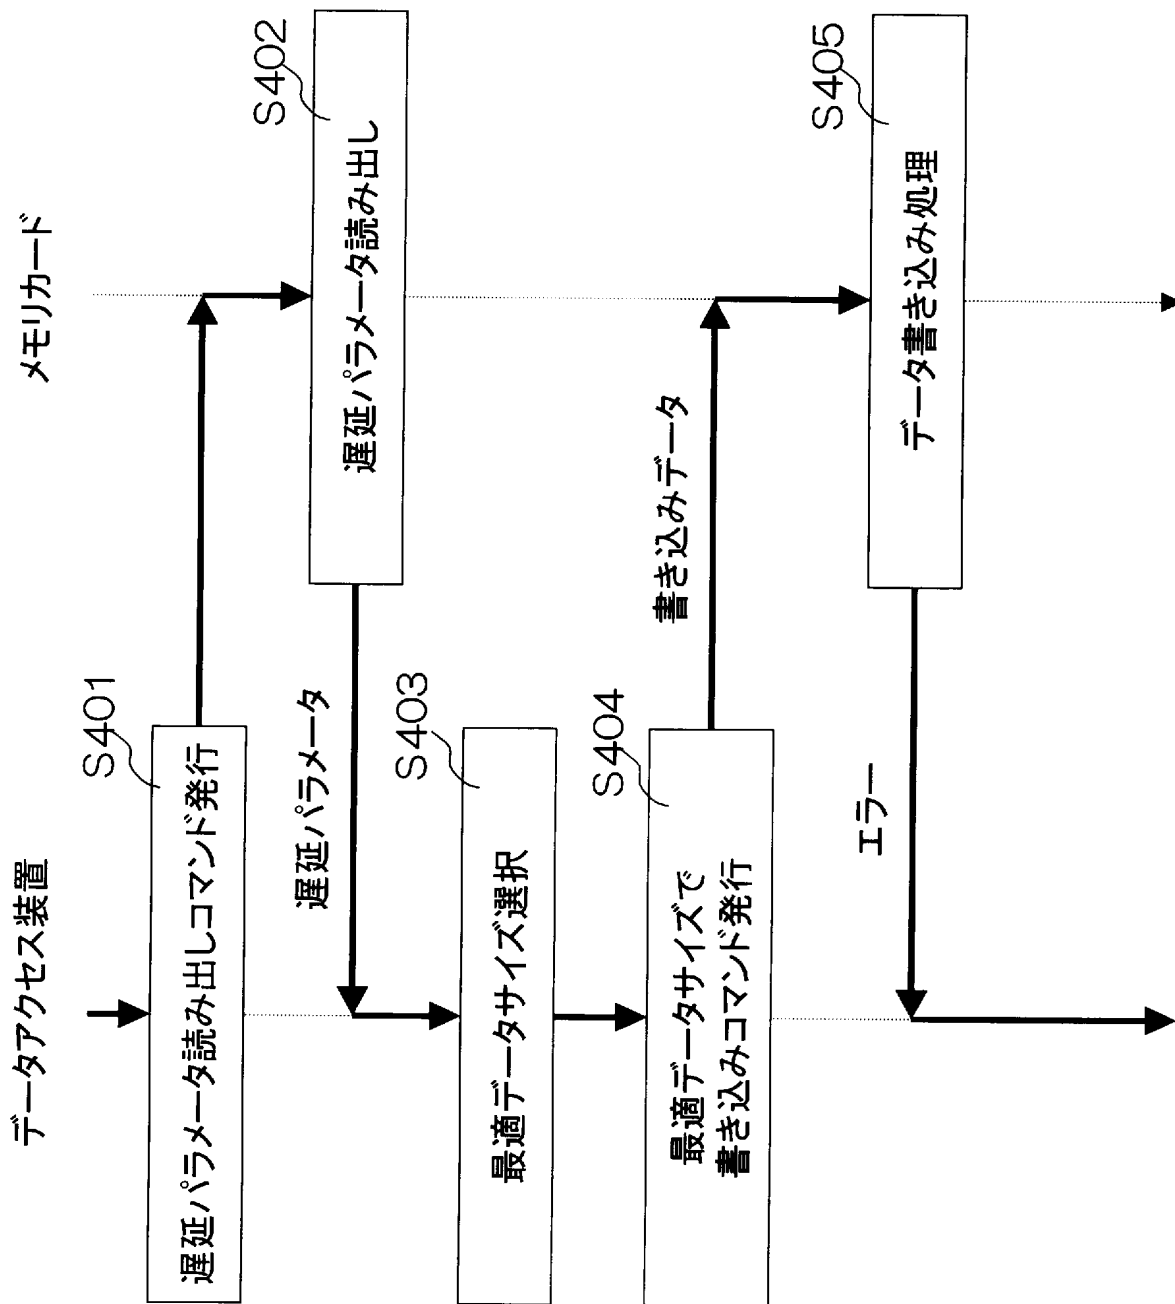 データアクセス装置
メモリカード
S401
遅延パラメータ読み出しコマンド発行
S402
遅延パラメータ読み出し
遅延パラメータ
S403
最適データサイズ選択
S404
最適データサイズで
書き込みコマンド発行
書き込みデータ
S405
データ書き込み処理
エラー